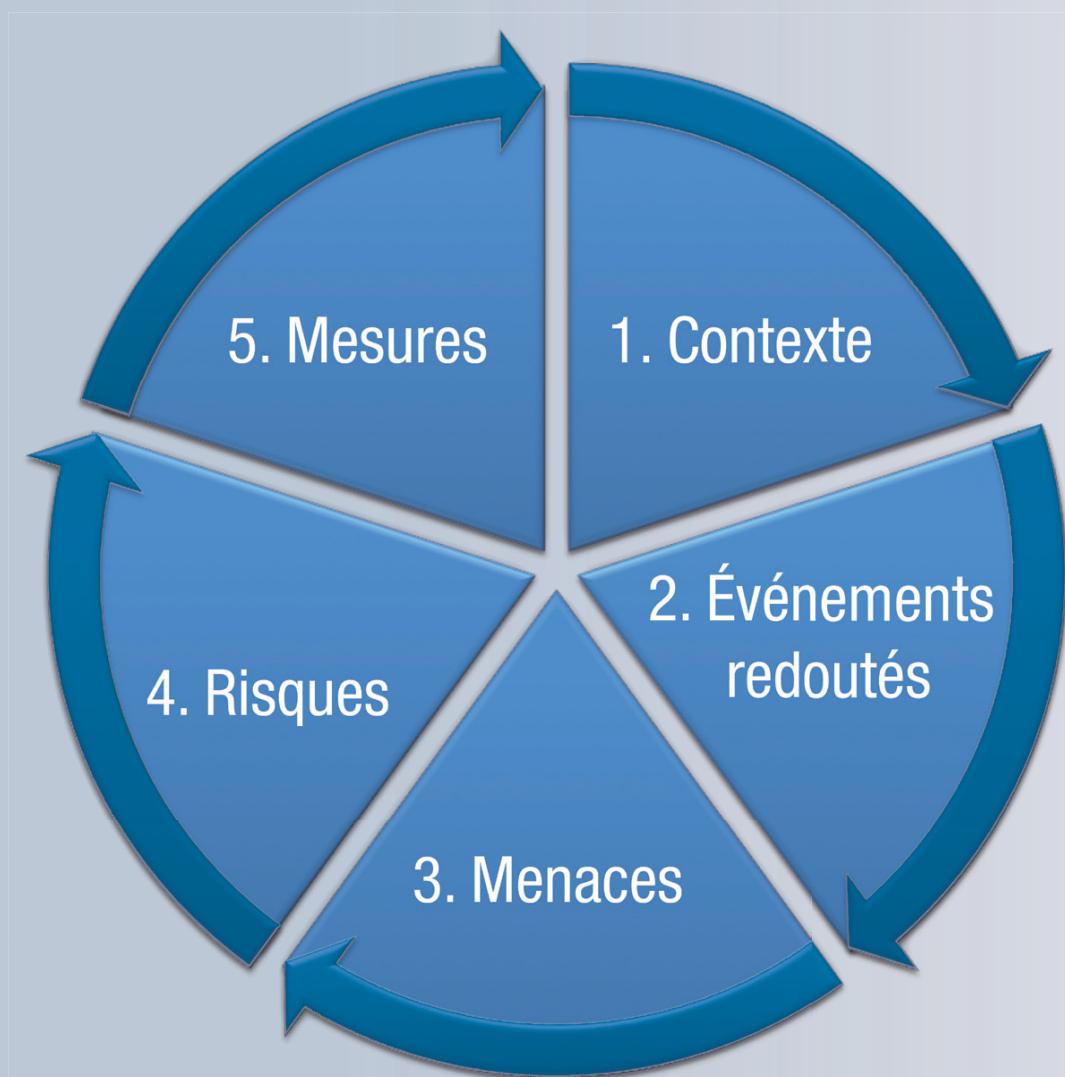 1. Contexte
2. Événements
redoutés
3. Menaces
4. Risques
5. Mesures